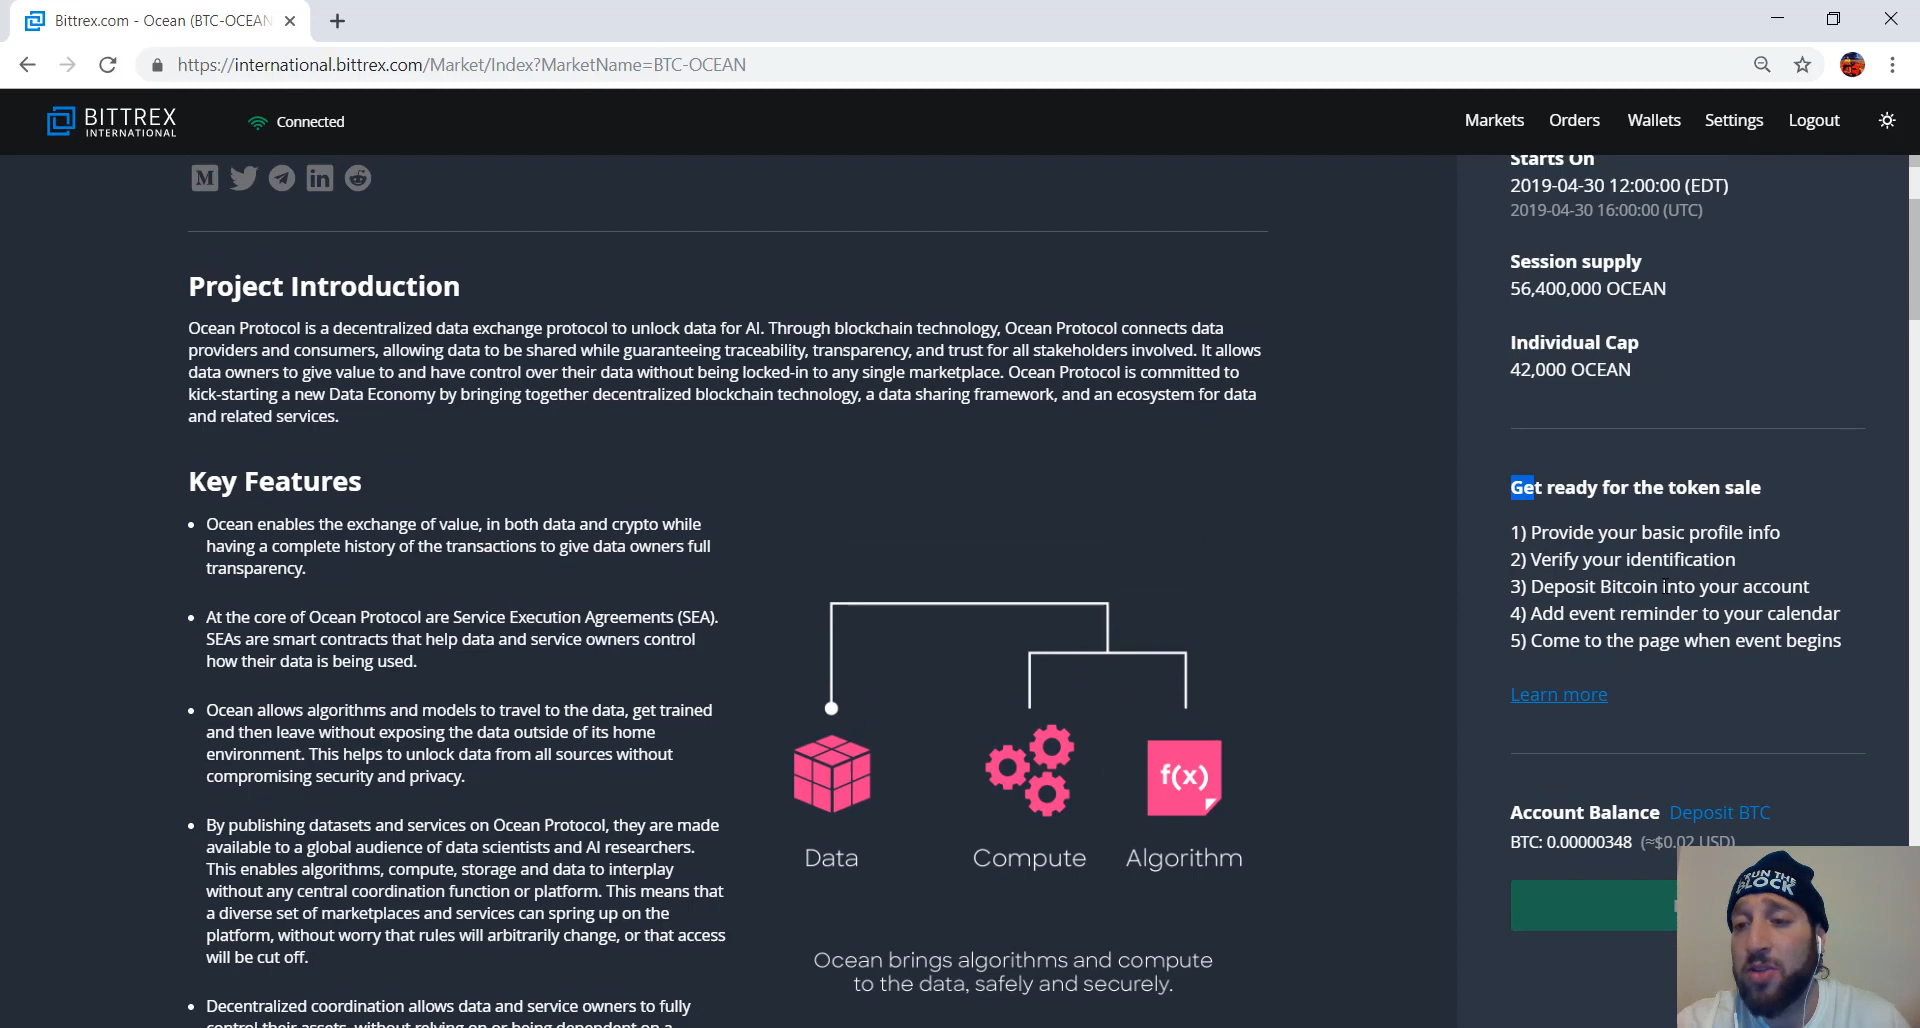 Bittrex.com - Ocean (BTC-OCEAN
https://international.bittrex.com/Market/Index?MarketName=BTC-OCEAN
BITTREX
INTERNATIONAL
Connected
Markets
Orders
Wallets
Settings
Logout
Project Introduction
Ocean Protocol is a decentralized data exchange protocol to unlock data for AI. Through blockchain technology, Ocean Protocol connects data
providers and consumers, allowing data to be shared while guaranteeing traceability, transparency, and trust for all stakeholders involved. It allows
data owners to give value to and have control over their data without being locked-in to any single marketplace. Ocean Protocol is committed to
kick-starting a new Data Economy by bringing together decentralized blockchain technology, a data sharing framework, and an ecosystem for data
and related services.
Key Features
Ocean enables the exchange of value, in both data and crypto while
having a complete history of the transactions to give data owners full
transparency.
At the core of Ocean Protocol are Service Execution Agreements (SEA).
SEAs are smart contracts that help data and service owners control
how their data is being used.
Ocean allows algorithms and models to travel to the data, get trained
and then leave without exposing the data outside of its home
environment. This helps to unlock data from all sources without
compromising security and privacy.
By publishing datasets and services on Ocean Protocol, they are made
available to a global audience of data scientists and AI researchers.
This enables algorithms, compute, storage and data to interplay
without any central coordination function or platform. This means that
a diverse set of marketplaces and services can spring up on the
platform, without worry that rules will arbitrarily change, or that access
will be cut off.
Decentralized coordination allows data and service owners to fully
control their assets, without relying on or being dependent on a
f(x)
Data
Compute
Algorithm
Ocean brings algorithms and compute
to the data, safely and securely.
Starts On
2019-04-30 12:00:00 (EDT)
2019-04-30 16:00:00 (UTC)
Session supply
56,400,000 OCEAN
Individual Cap
42,000 OCEAN
Get ready for the token sale
1) Provide your basic profile info
2) Verify your identification
3) Deposit Bitcoin into your account
4) Add event reminder to your calendar
5) Come to the page when event begins
Learn more
Account Balance Deposit BTC
BTC: 0.00000348 (≈$0.02 USD)
RUN THE
BLOCK